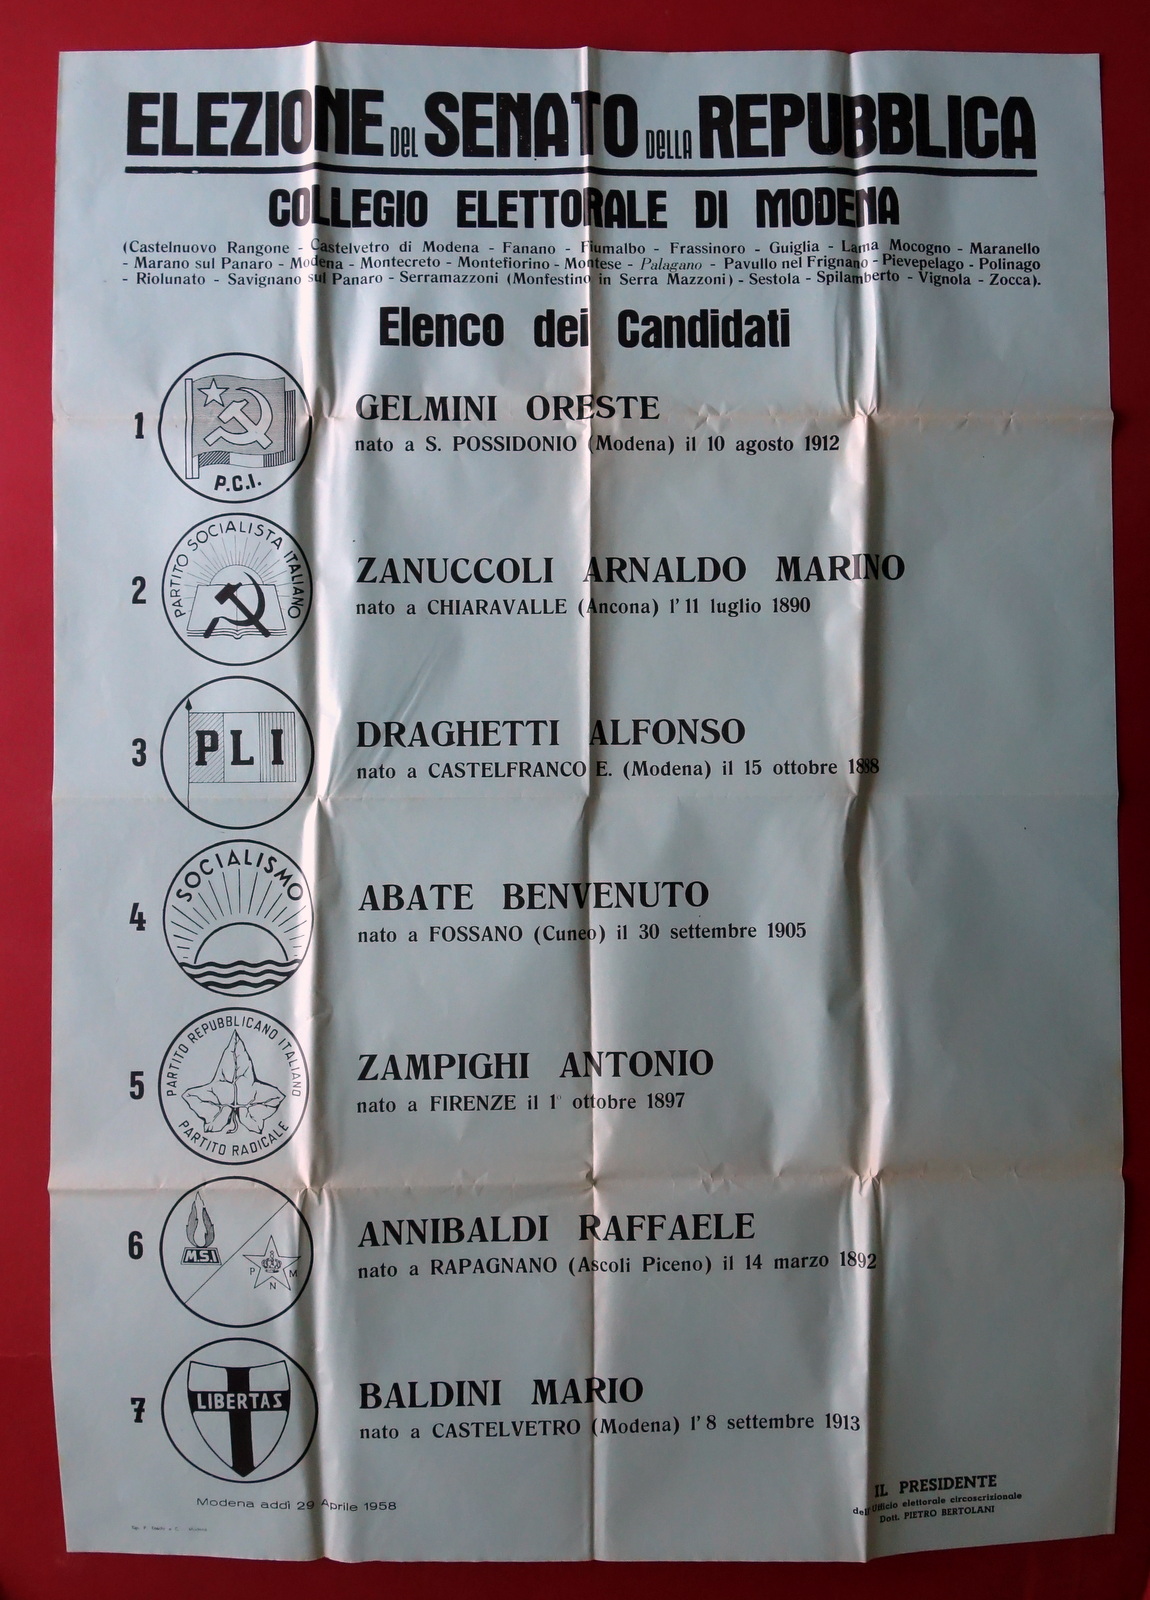 ELEZIONE DEL SENATO DELLA REPUBBLICA
COLLEGIO ELETTORALE DI MODENA
(Castelnuovo Rangone - Castelvetro di Modena - Fanano - Fiumalbo - Frassinoro - Guiglia - Lama Mocogno - Maranello
- Marano sul Panaro - Modena - Montecreto - Montefiorino - Montese - Palagano - Pavullo nel Frignano - Pievepelago - Polinago
- Riolunato - Savignano sul Panaro - Serramazzoni (Monfestino in Serra Mazzoni) - Sestola - Spilamberto - Vignola - Zocca).
Elenco dei Candidati
1
P.C.I.
GELMINI ORESTE
nato a S. POSSIDONIO (Modena) il 10 agosto 1912
2
PARTITO SOCIALISTA ITALIANO
ZANUCCOLI ARNALDO MARINO
nato a CHIARAVALLE (Ancona) l'11 luglio 1890
3
PLI
DRAGHETTI ALFONSO
nato a CASTELFRANCO E. (Modena) il 15 ottobre 1888
4
SOCIALISMO
ABATE BENVENUTO
nato a FOSSANO (Cuneo) il 30 settembre 1905
5
PARTITO REPUBBLICANO ITALIANO
PARTITO RADICALE
ZAMPIGHI ANTONIO
nato a FIRENZE il 1° ottobre 1897
6
M.S.I
P N M
ANNIBALDI RAFFAELE
nato a RAPAGNANO (Ascoli Piceno) il 14 marzo 1892
7
LIBERTAS
BALDINI MARIO
nato a CASTELVETRO (Modena) l'8 settembre 1913
Modena addì 29 Aprile 1958
IL PRESIDENTE
dell'Ufficio elettorale circoscrizionale
Dott. PIETRO BERTOLANI